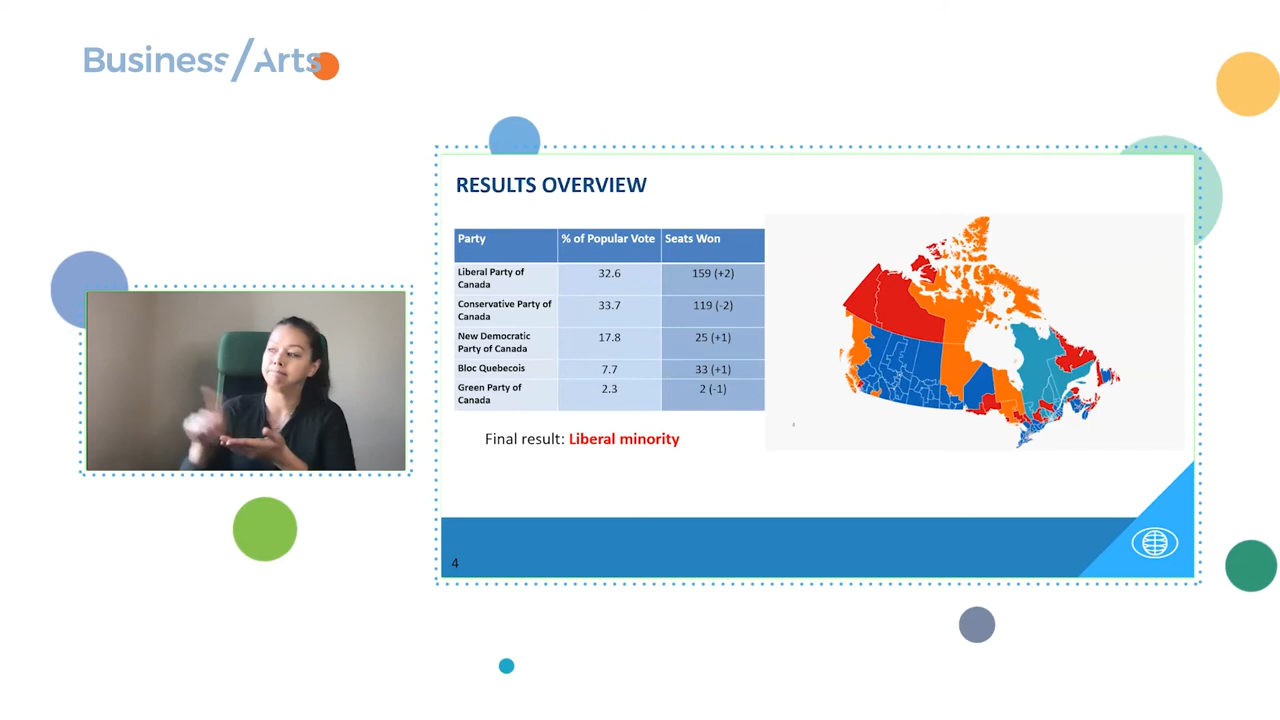 Business/Arts
RESULTS OVERVIEW
Party % of Popular Vote Seats Won
Liberal Party of
Canada 32.6 159 (+2)
Conservative Party of
Canada 33.7 119 (-2)
New Democratic
Party of Canada 17.8 25 (+1)
Bloc Quebecois 7.7 33 (+1)
Green Party of
Canada 2.3 2 (-1)
Final result: Liberal minority
4